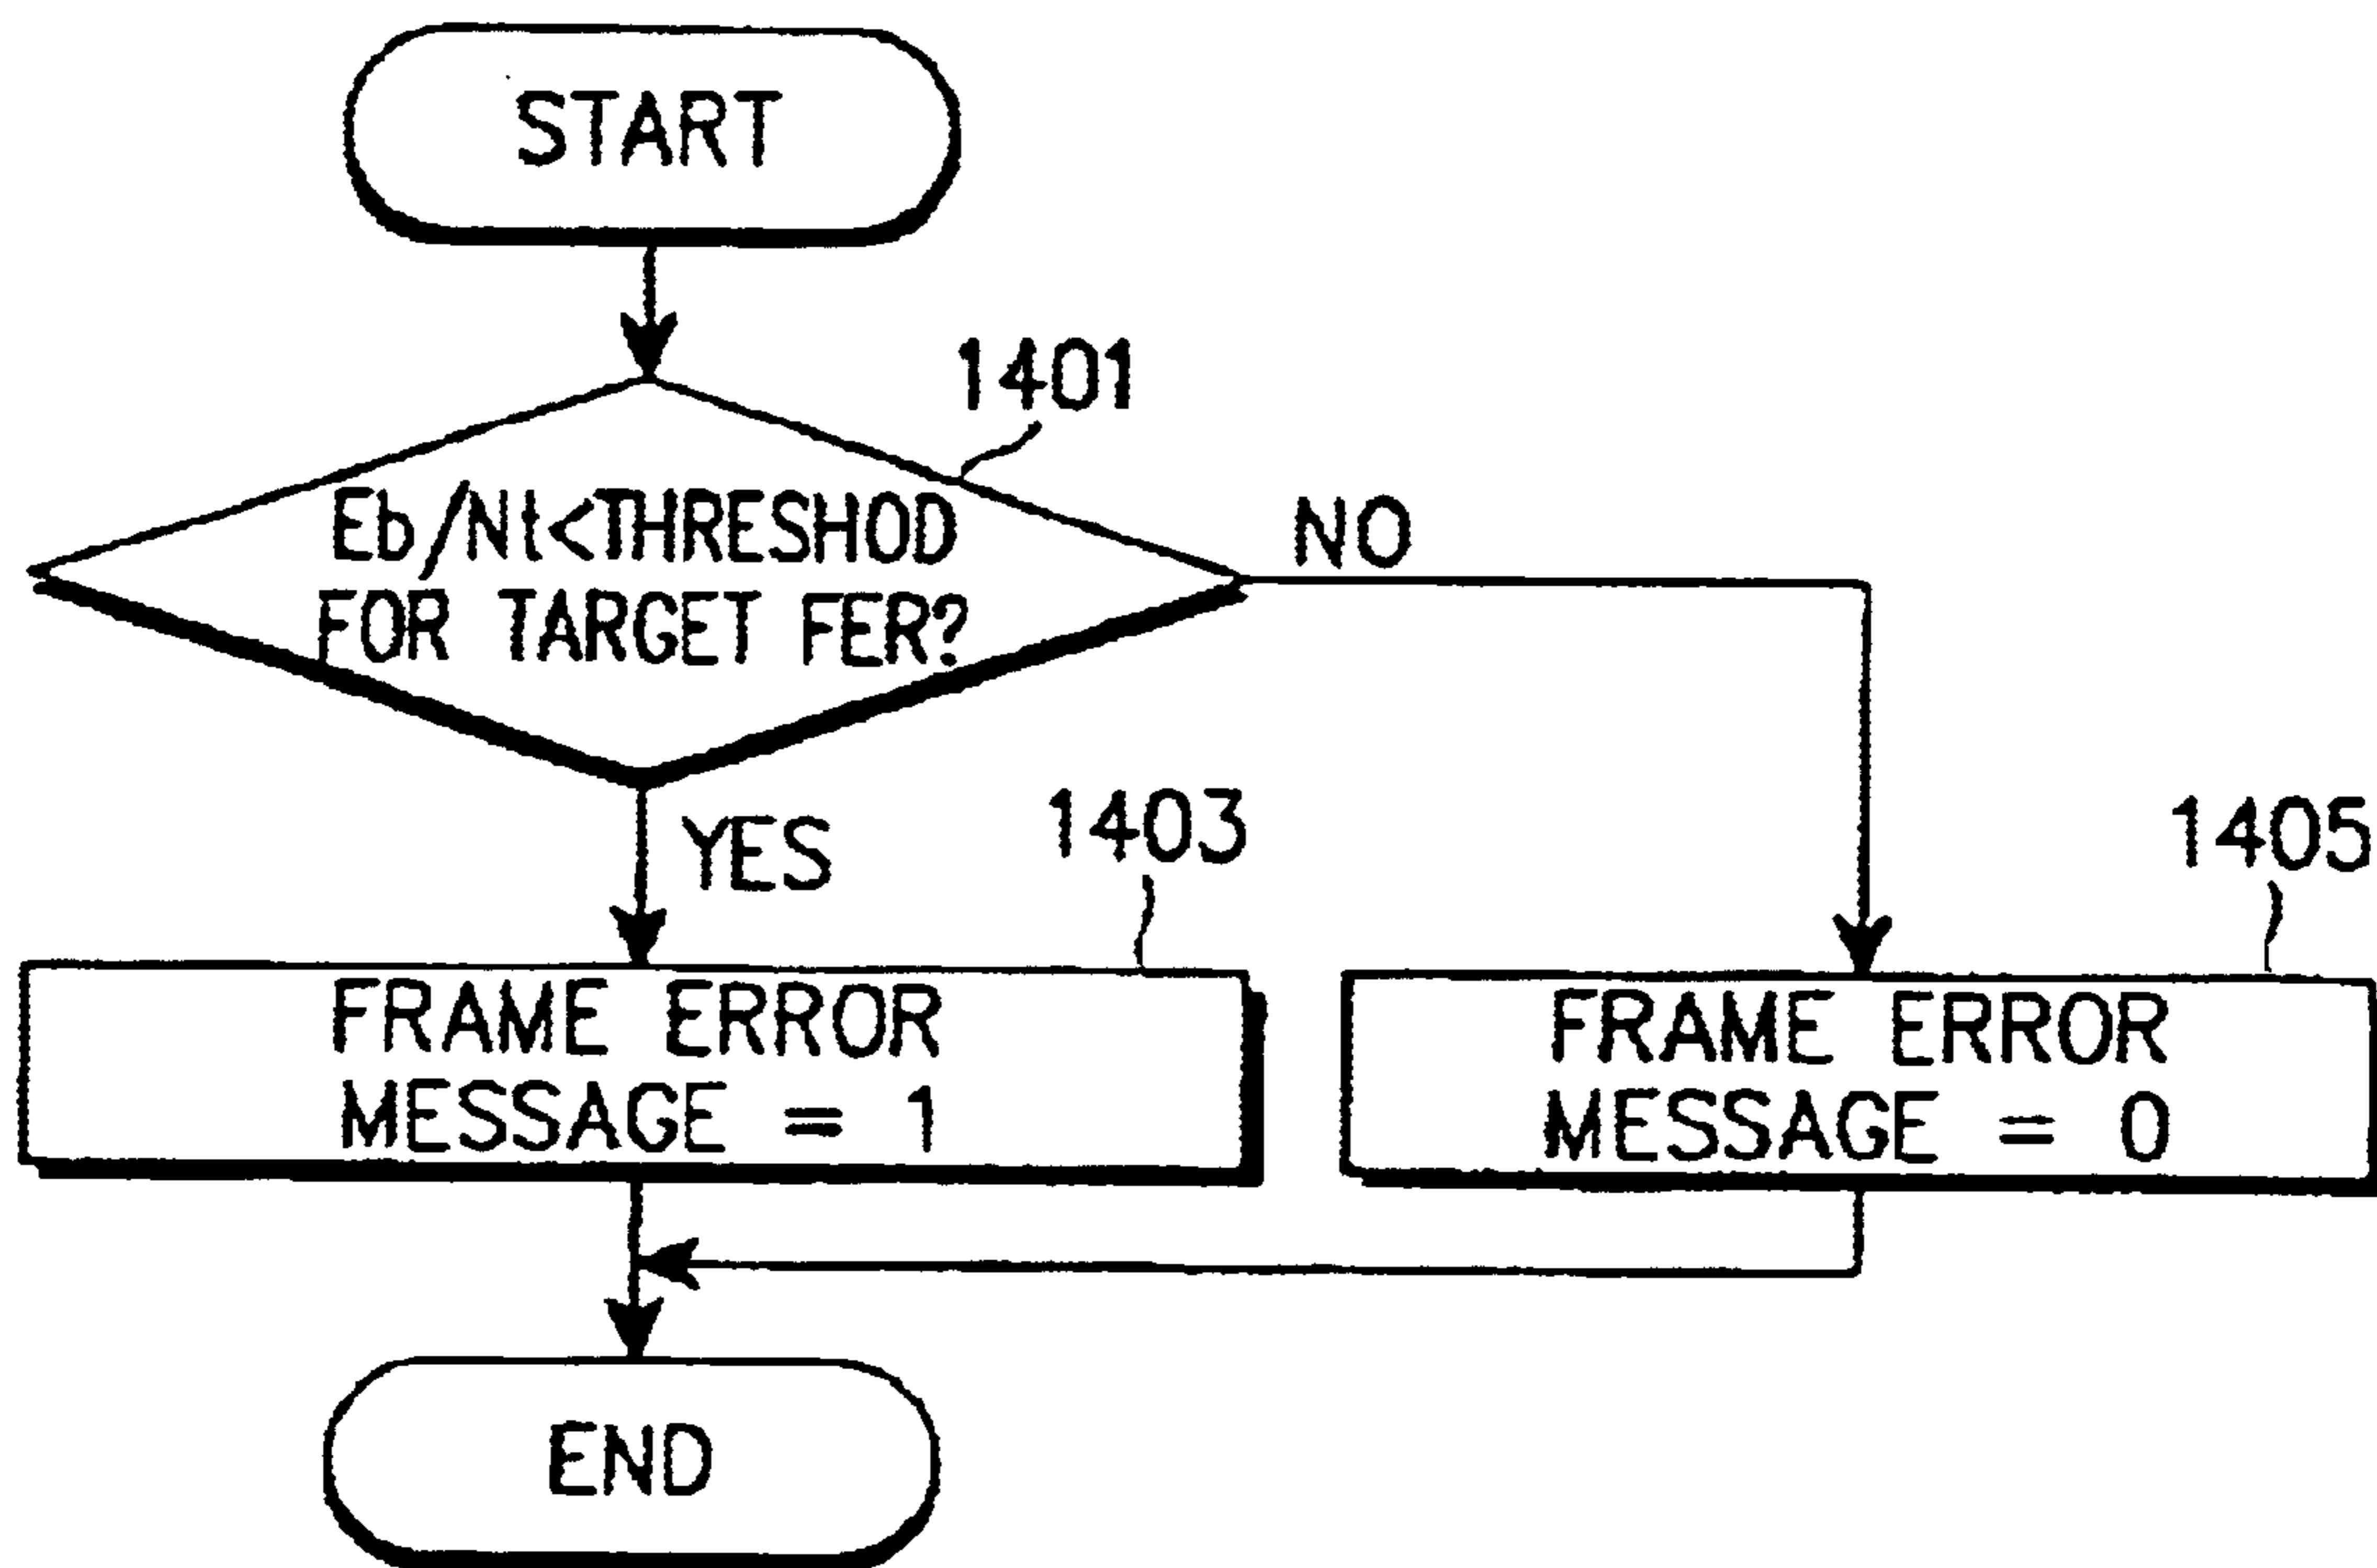 START
1401
Eb/Nt<THRESHOD
FOR TARGET FER?
NO
YES
1403
1405
FRAME ERROR
MESSAGE = 1
FRAME ERROR
MESSAGE = 0
END